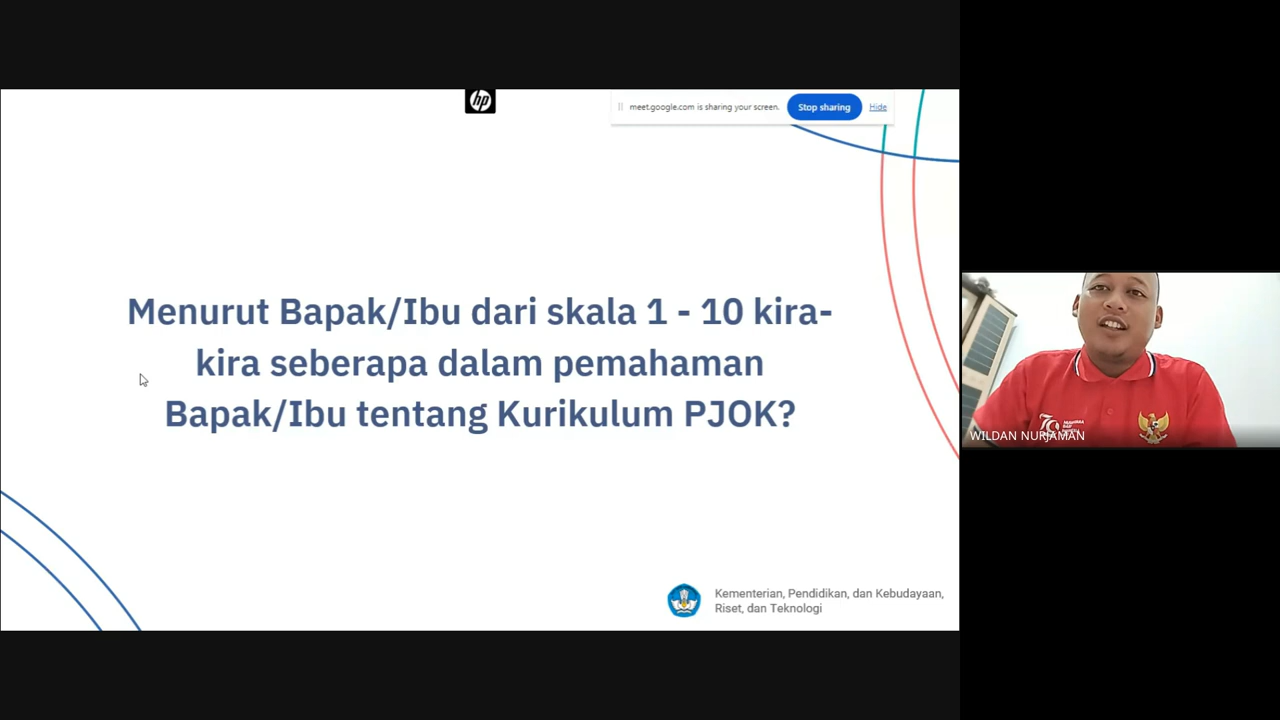 hp
meet.google.com is sharing your screen.
Stop sharing
Hide
Menurut Bapak/Ibu dari skala 1 - 10 kira-
kira seberapa dalam pemahaman
Bapak/Ibu tentang Kurikulum PJOK?
Kementerian, Pendidikan, dan Kebudayaan,
Riset, dan Teknologi
WILDAN NURJAMAN